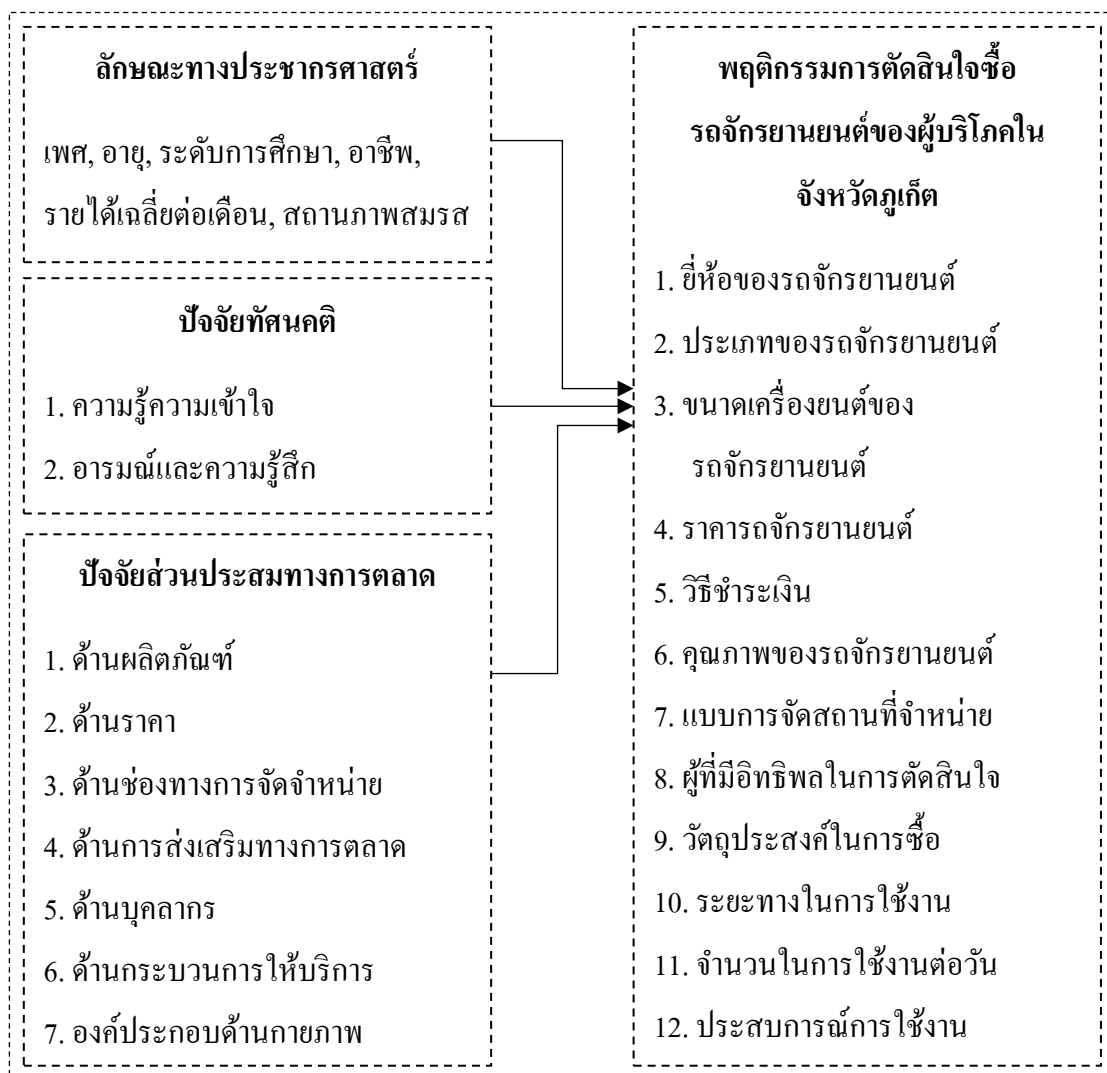 ลักษณะทางประชากรศาสตร์
เพศ, อายุ, ระดับการศึกษา, อาชีพ,
รายได้เฉลี่ยต่อเดือน, สถานภาพสมรส
ปัจจัยทัศนคติ
1. ความรู้ความเข้าใจ
2. อารมณ์และความรู้สึก
ปัจจัยส่วนประสมทางการตลาด
1. ด้านผลิตภัณฑ์
2. ด้านราคา
3. ด้านช่องทางการจัดจำหน่าย
4. ด้านการส่งเสริมทางการตลาด
5. ด้านบุคลากร
6. ด้านกระบวนการให้บริการ
7. องค์ประกอบด้านกายภาพ
พฤติกรรมการตัดสินใจซื้อ
รถจักรยานยนต์ของผู้บริโภคใน
จังหวัดภูเก็ต
1. ยี่ห้อของรถจักรยานยนต์
2. ประเภทของรถจักรยานยนต์
3. ขนาดเครื่องยนต์ของ
รถจักรยานยนต์
4. ราคารถจักรยานยนต์
5. วิธีชำระเงิน
6. คุณภาพของรถจักรยานยนต์
7. แบบการจัดสถานที่จำหน่าย
8. ผู้ที่มีอิทธิพลในการตัดสินใจ
9. วัตถุประสงค์ในการซื้อ
10. ระยะทางในการใช้งาน
11. จำนวนในการใช้งานต่อวัน
12. ประสบการณ์การใช้งาน